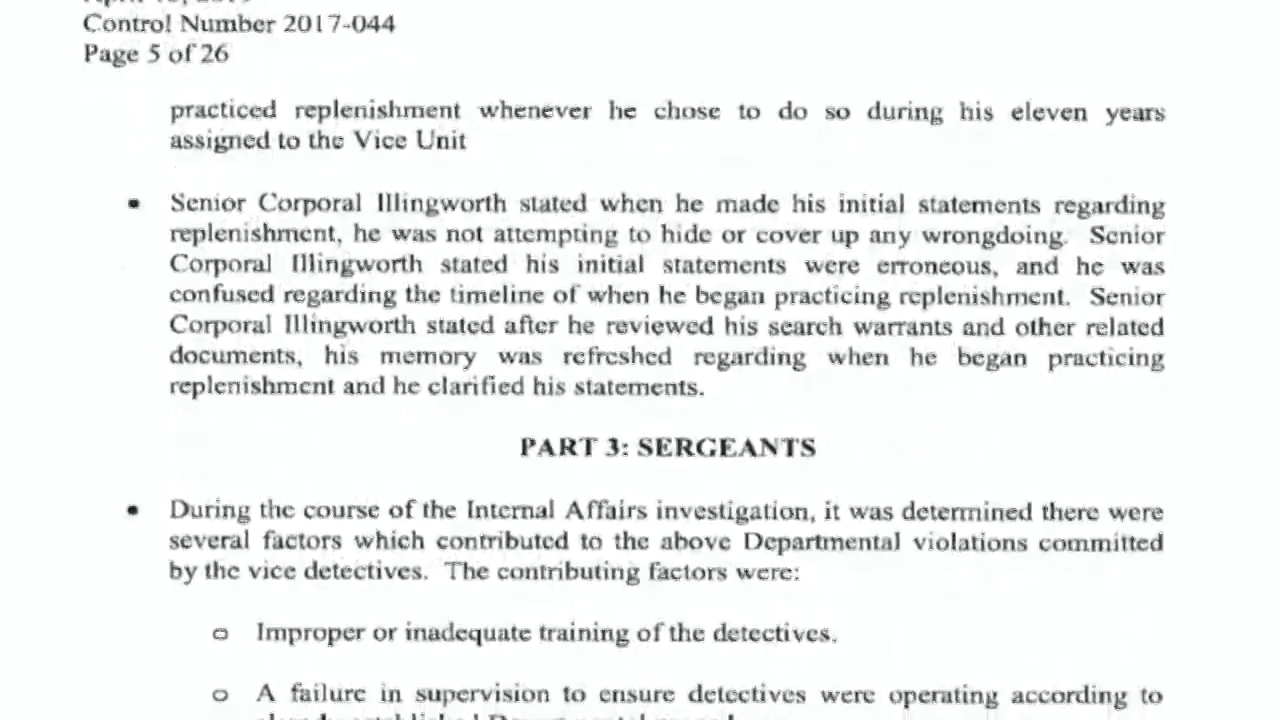 Control Number 2017-044
Page 5 of 26
practiced replenishment whenever he chose to do so during his eleven years
assigned to the Vice Unit
• Senior Corporal Illingworth stated when he made his initial statements regarding
replenishment, he was not attempting to hide or cover up any wrongdoing. Senior
Corporal Illingworth stated his initial statements were erroneous, and he was
confused regarding the timeline of when he began practicing replenishment. Senior
Corporal Illingworth stated after he reviewed his search warrants and other related
documents, his memory was refreshed regarding when he began practicing
replenishment and he clarified his statements.
PART 3: SERGEANTS
• During the course of the Internal Affairs investigation, it was determined there were
several factors which contributed to the above Departmental violations committed
by the vice detectives. The contributing factors were:
o Improper or inadequate training of the detectives.
o A failure in supervision to ensure detectives were operating according to